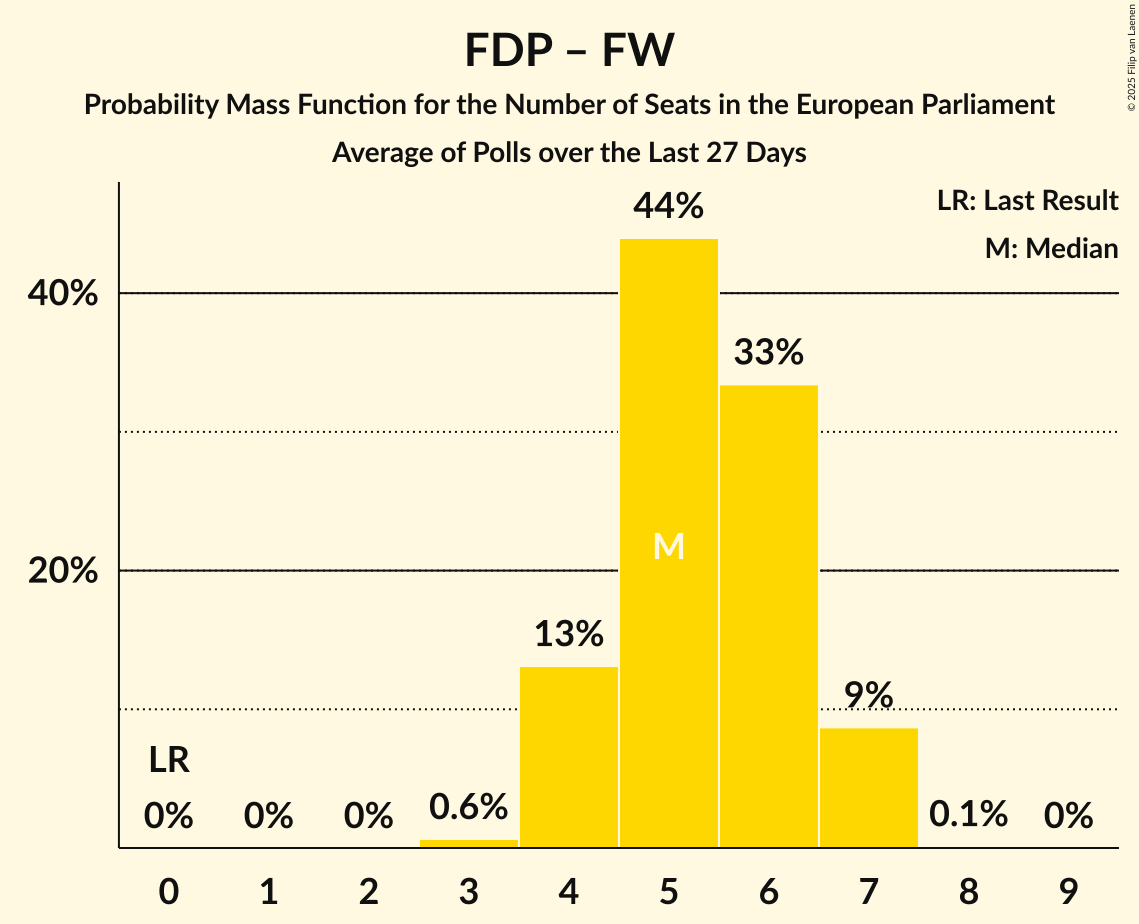 FDP – FW
Probability Mass Function for the Number of Seats in the European Parliament
Average of Polls over the Last 27 Days
© 2025 Filip van Laenen
LR: Last Result
M: Median
40%
20%
44%
33%
M
13%
9%
LR
0%
0%
0%
0.6%
0.1%
0%
0 1 2 3 4 5 6 7 8 9